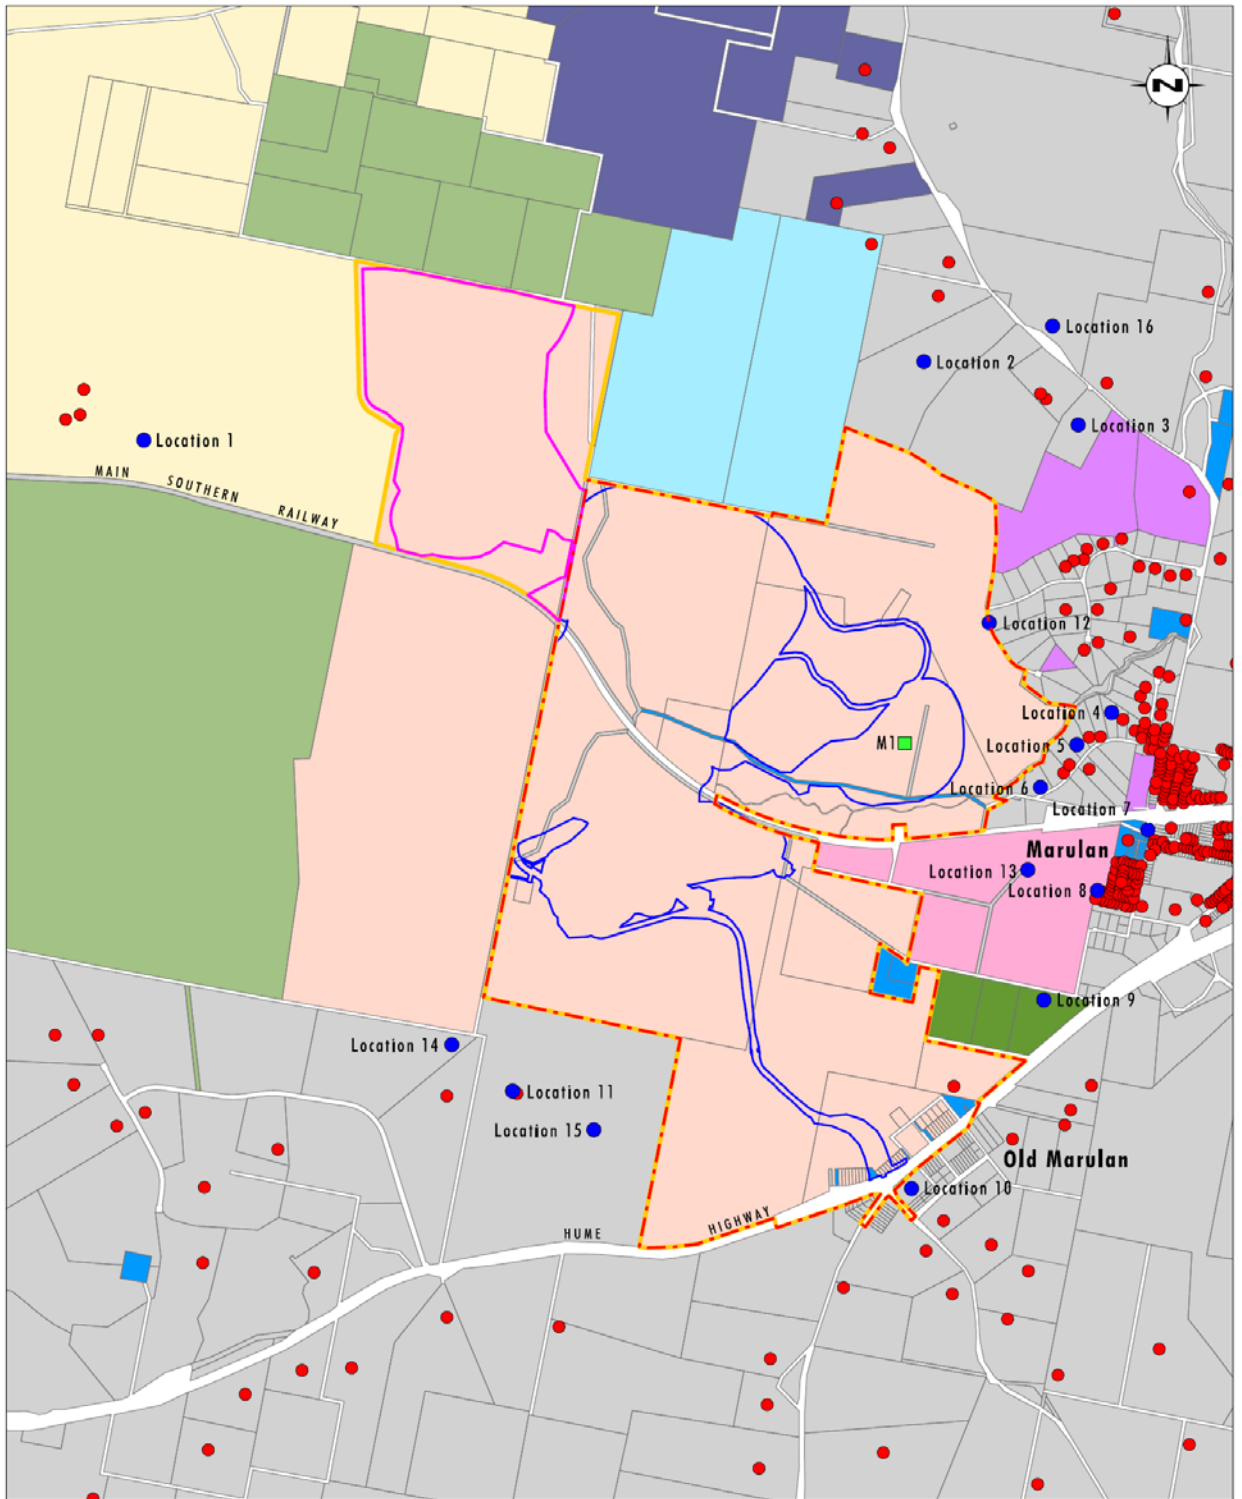 N
Location 16
Location 2
Location 3
Location 1
MAIN SOUTHERN RAILWAY
Location 12
Location 4
M1
Location 5
Location 6
Location 7
Marulan
Location 13
Location 8
Location 9
Location 14
Location 11
Location 15
Old Marulan
Location 10
HUME HIGHWAY